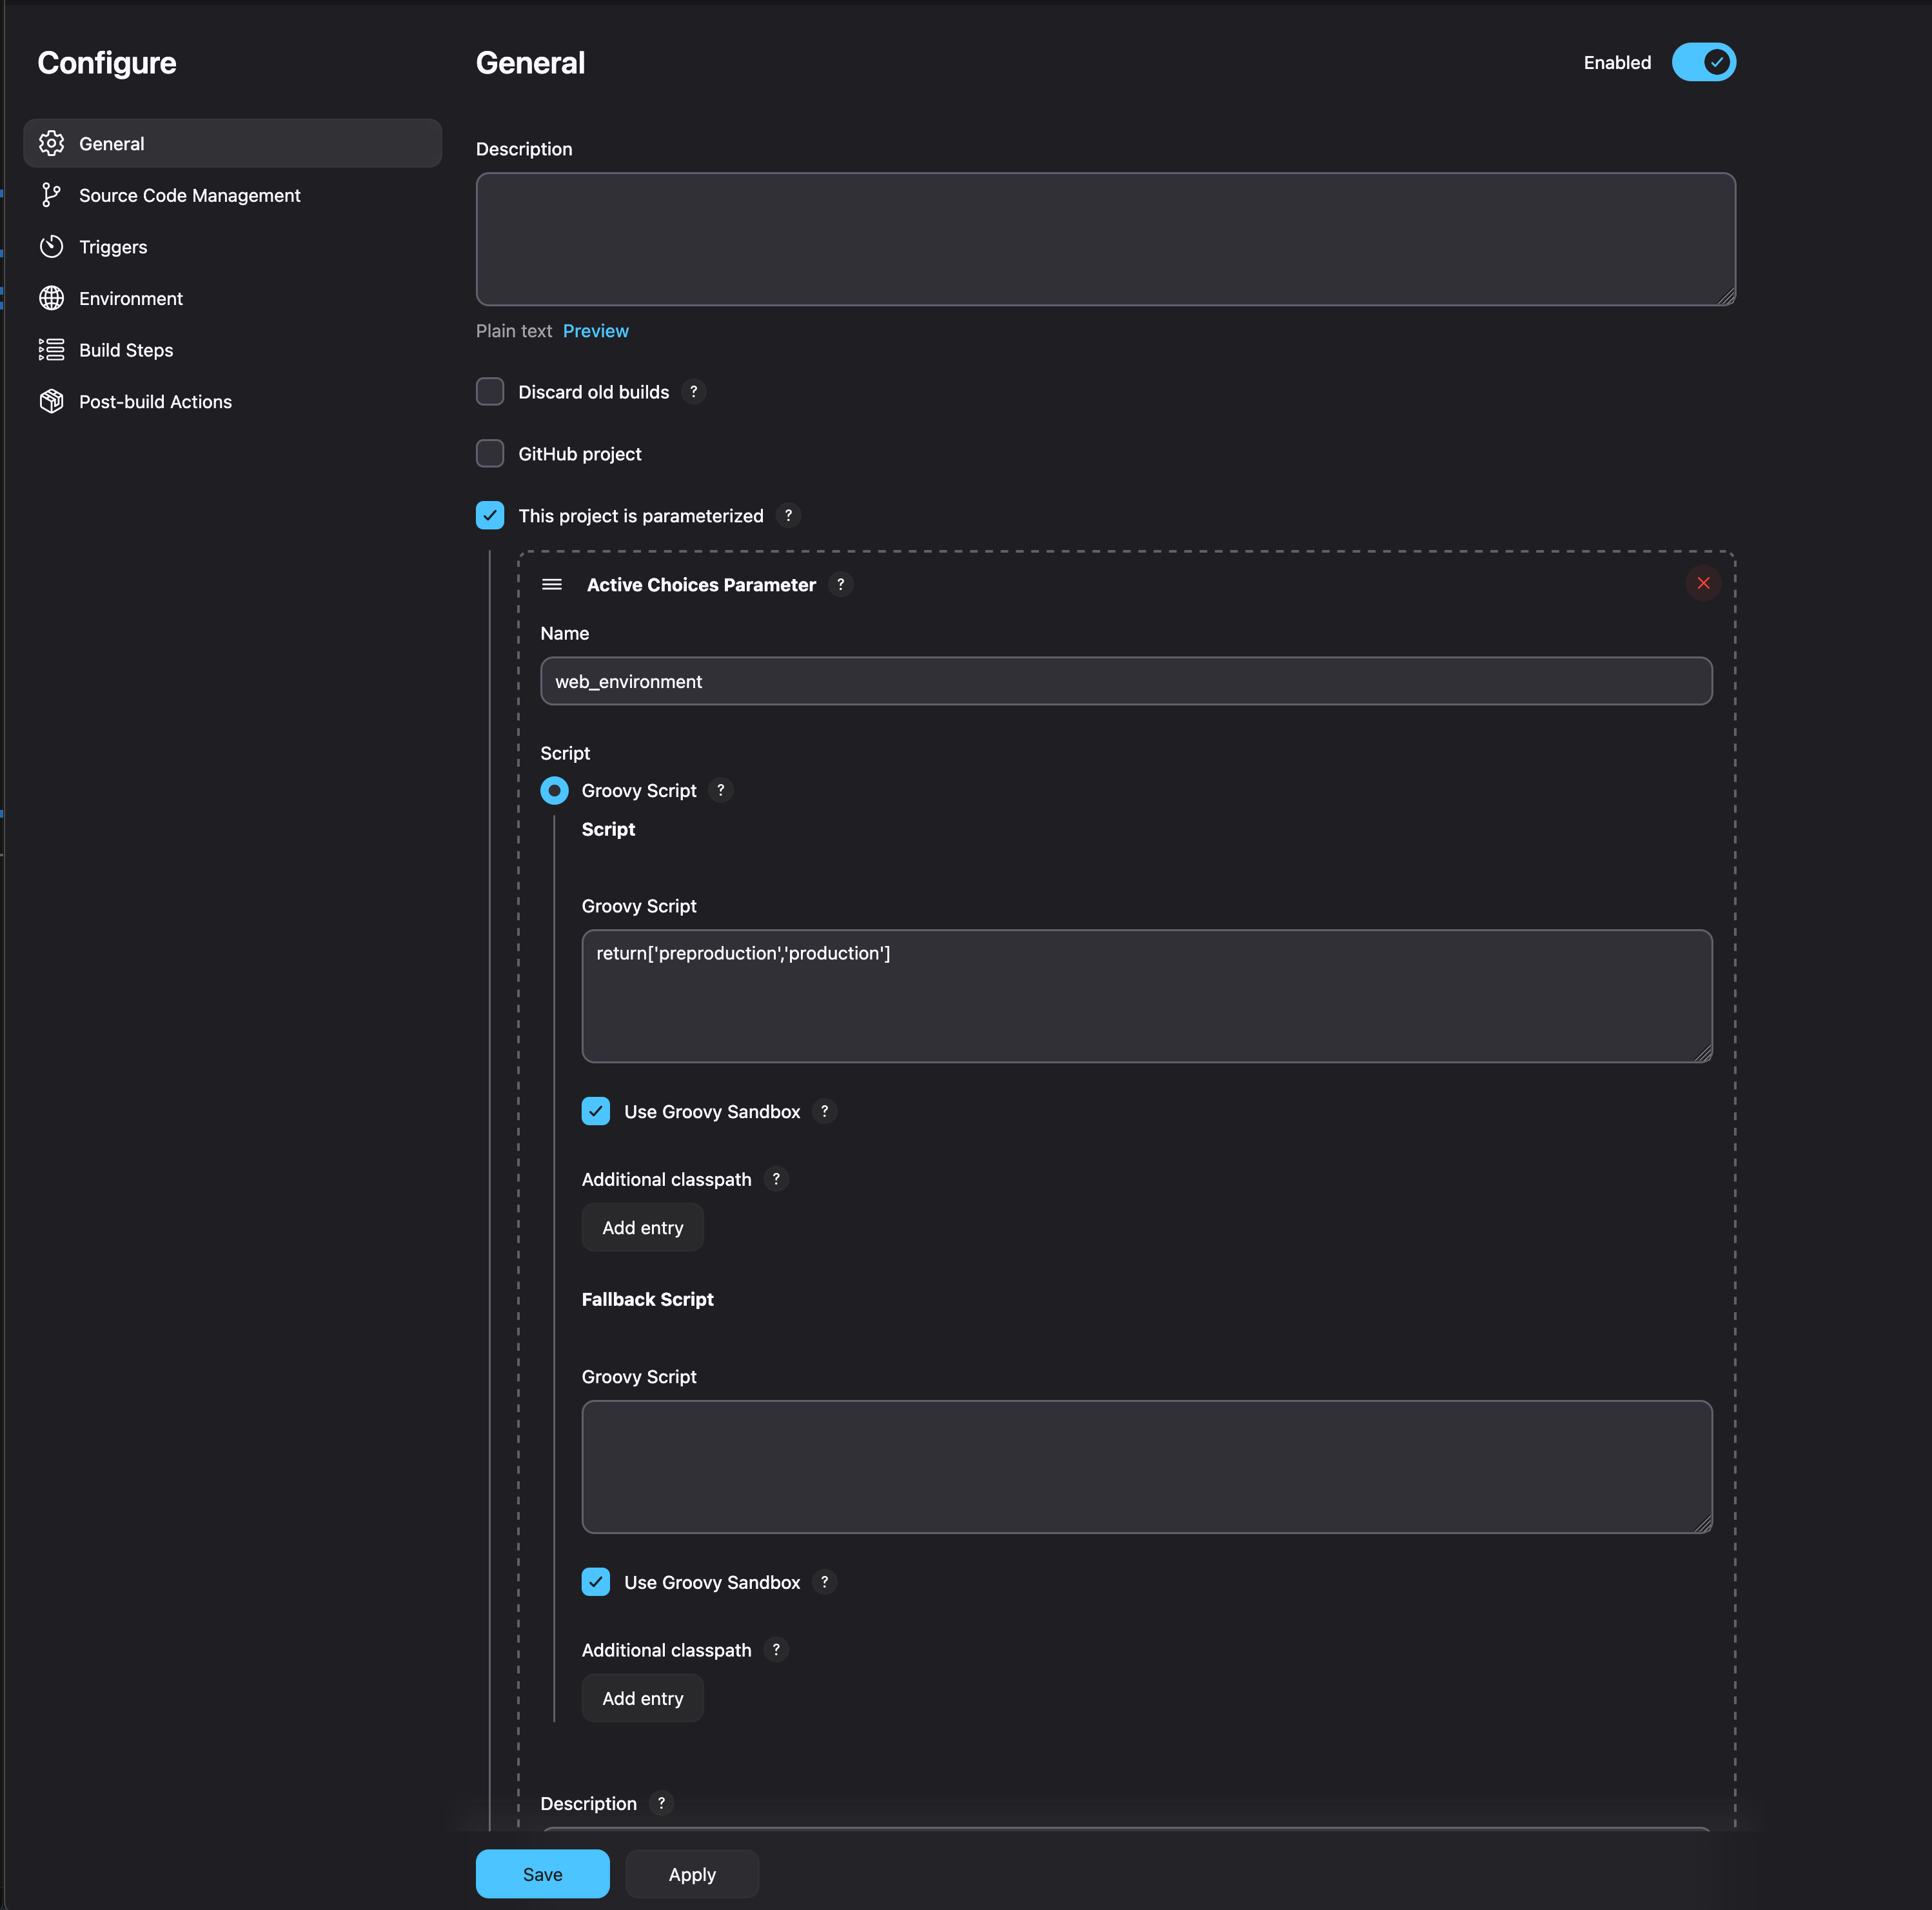 Configure
General
Source Code Management
Triggers
Environment
Build Steps
Post-build Actions
General
Enabled
Description
Plain text Preview
Discard old builds ?
GitHub project
This project is parameterized ?
Active Choices Parameter ?
Name
web_environment
Script
Groovy Script ?
Script
Groovy Script
return['preproduction','production']
Use Groovy Sandbox ?
Additional classpath ?
Add entry
Fallback Script
Groovy Script
Use Groovy Sandbox ?
Additional classpath ?
Add entry
Description ?
Save Apply